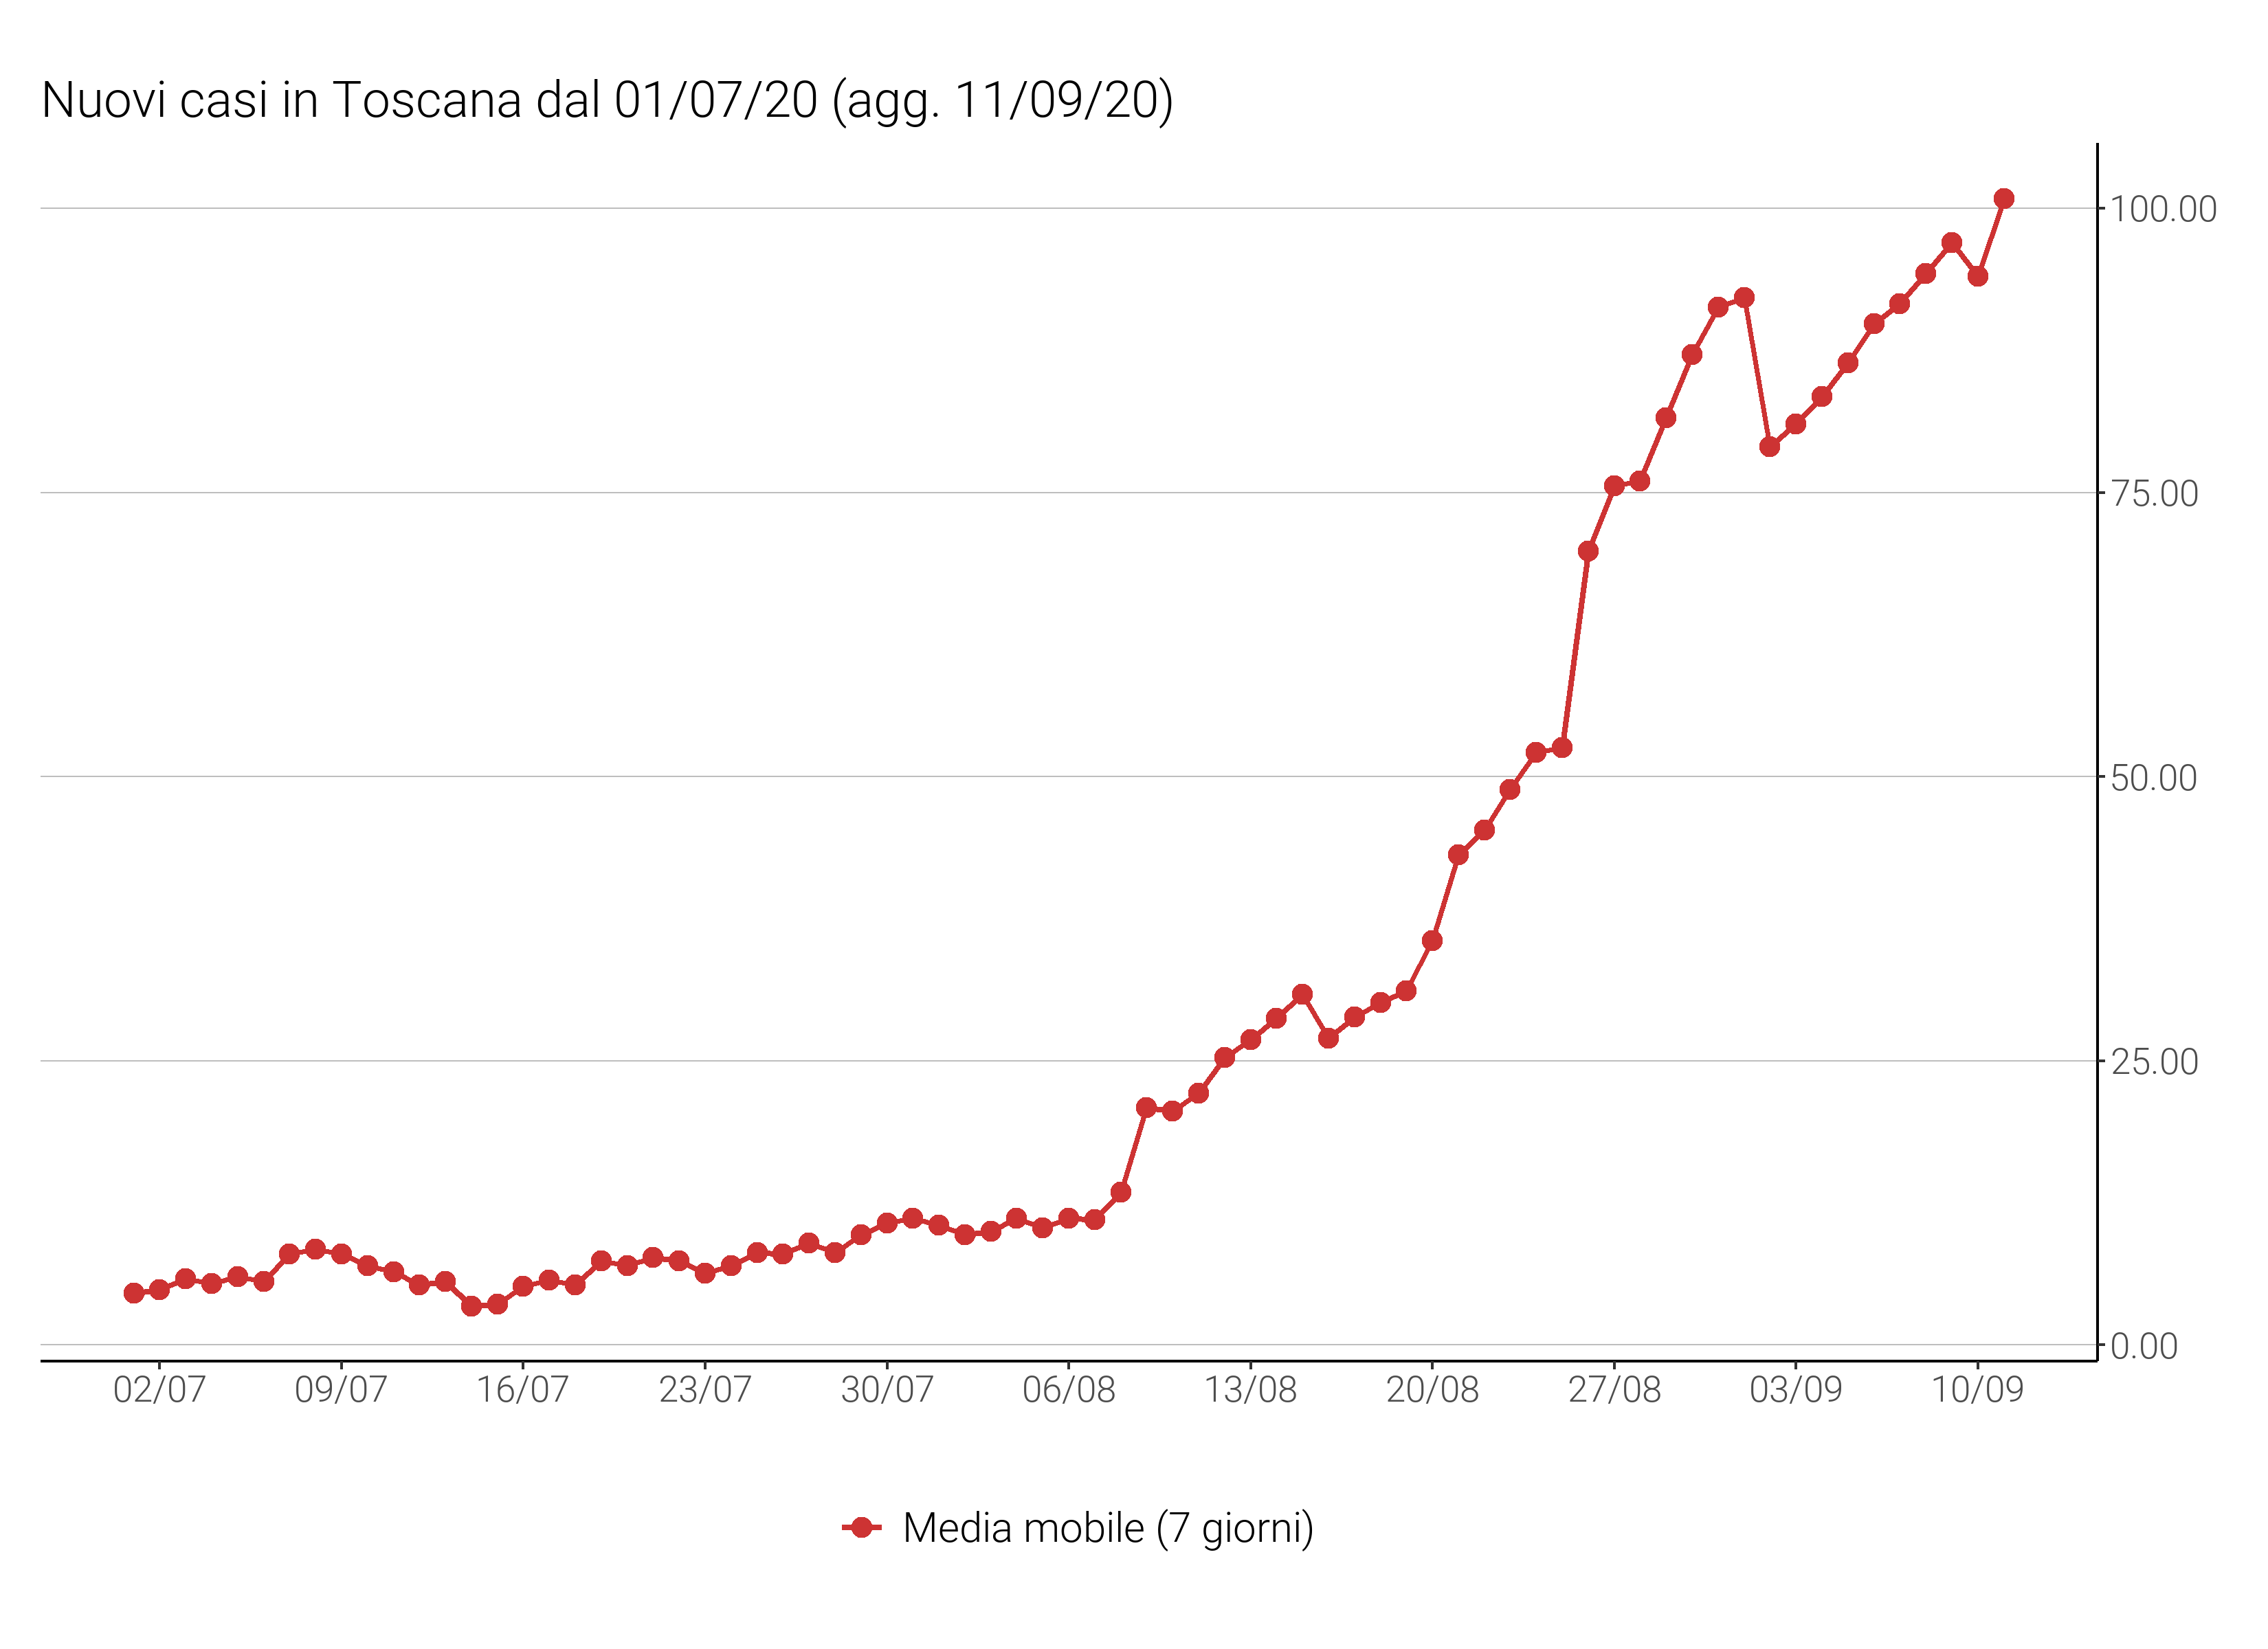 Nuovi casi in Toscana dal 01/07/20 (agg. 11/09/20)
100.00
75.00
50.00
25.00
0.00
02/07 09/07 16/07 23/07 30/07 06/08 13/08 20/08 27/08 03/09 10/09
Media mobile (7 giorni)